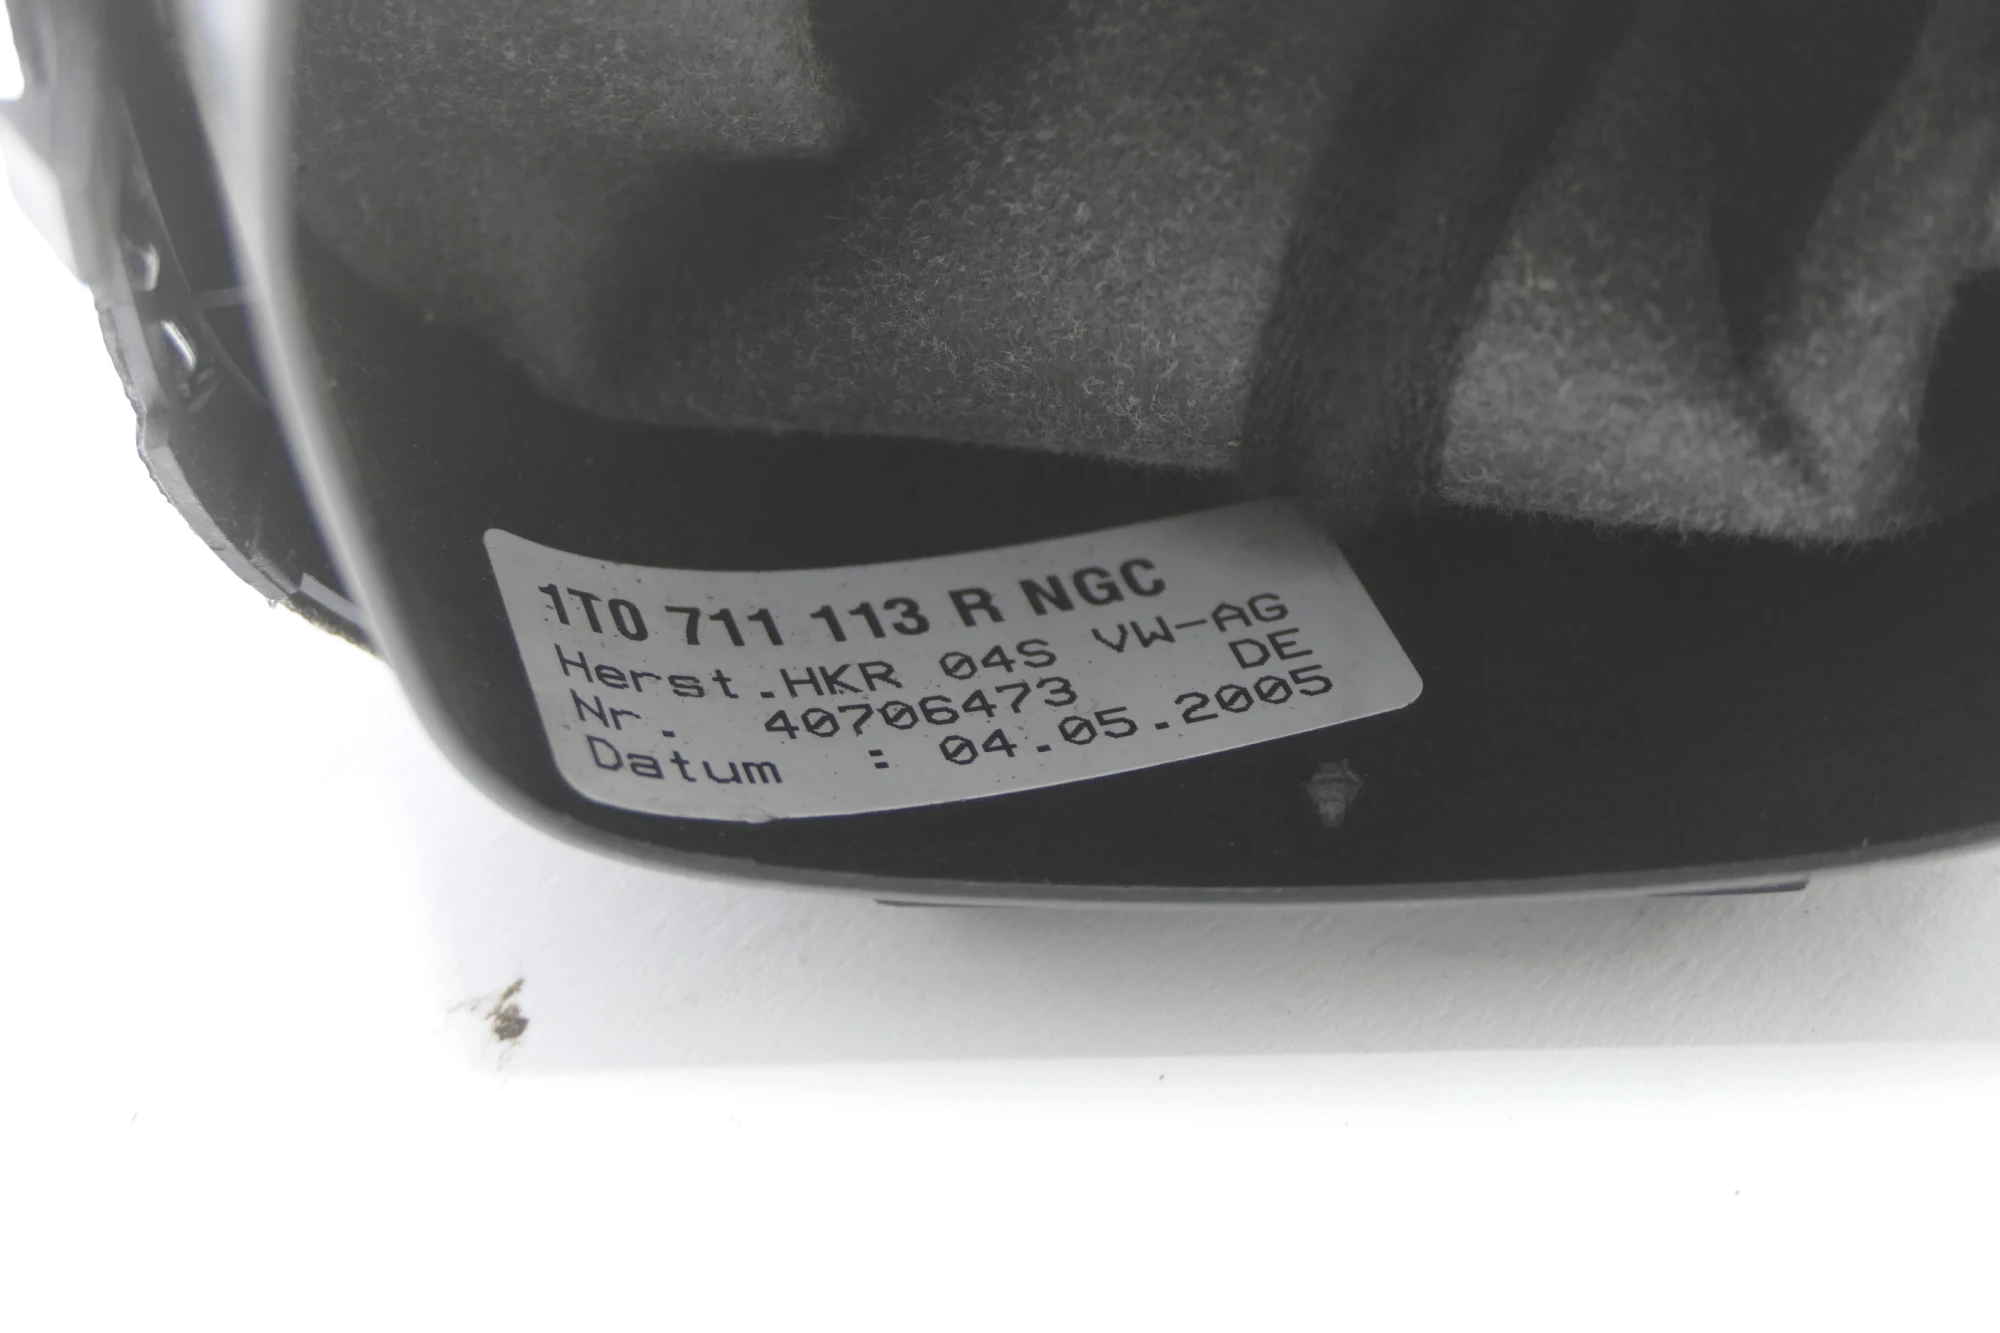 1T0 711 113 R NGC
Herst.HKR 04S VW-AG
Nr. 40706473 DE
Datum : 04.05.2005